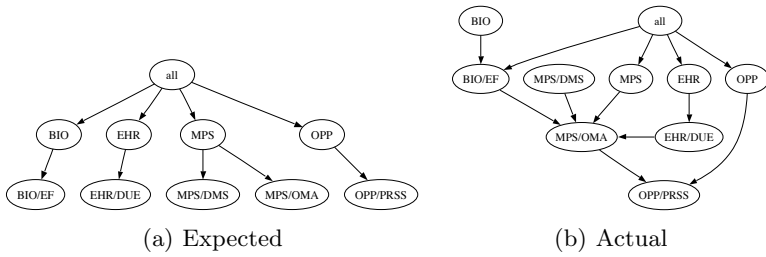 BIO
all
all
BIO/EF
MPS/DMS
MPS
EHR
OPP
BIO
EHR
MPS
OPP
MPS/OMA
EHR/DUE
BIO/EF
EHR/DUE
MPS/DMS
MPS/OMA
OPP/PRSS
OPP/PRSS
(a) Expected
(b) Actual